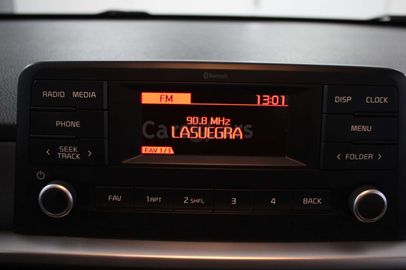 Bluetooth
RADIO MEDIA
FM 13:01
DISP CLOCK
PHONE
90.8 MHz
LASUEGRA
MENU
< SEEK TRACK >
FAV 1/1
< FOLDER >
FAV 1 RPT 2 SHFL 3 4 BACK